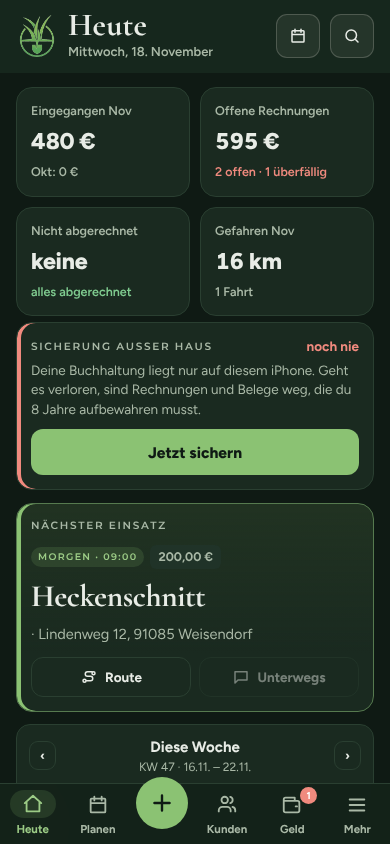 Heute
Mittwoch, 18. November
Eingegangen Nov
480 €
Okt: 0 €
Offene Rechnungen
595 €
2 offen · 1 überfällig
Nicht abgerechnet
keine
alles abgerechnet
Gefahren Nov
16 km
1 Fahrt
SICHERUNG AUSSER HAUS
noch nie
Deine Buchhaltung liegt nur auf diesem iPhone. Geht
es verloren, sind Rechnungen und Belege weg, die du
8 Jahre aufbewahren musst.
Jetzt sichern
NÄCHSTER EINSATZ
MORGEN · 09:00
200,00 €
Heckenschnitt
· Lindenweg 12, 91085 Weisendorf
Route
Unterwegs
‹
Diese Woche
›
KW 47 · 16.11. – 22.11.
1
Heute
Planen
+
Kunden
Geld
Mehr